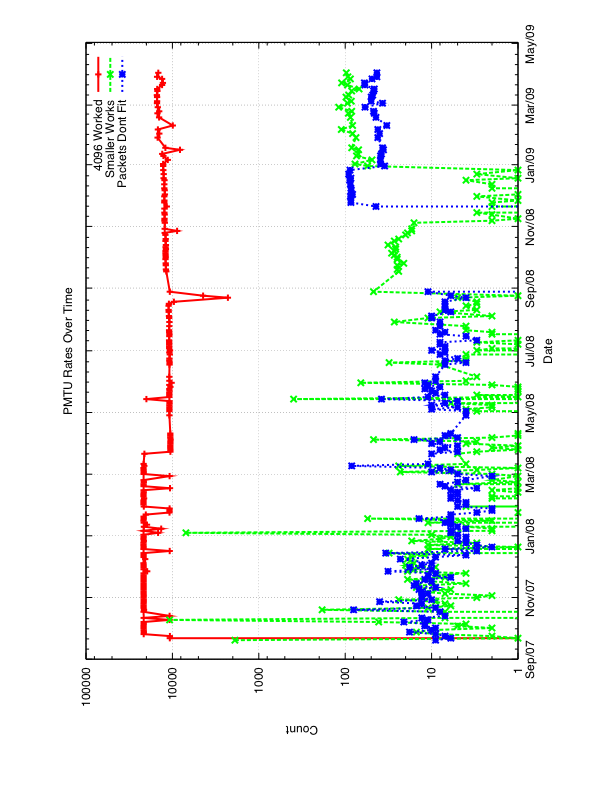 PMTU Rates Over Time
4096 Worked
Smaller Works
Packets Dont Fit
Count
100000
10000
1000
100
10
1
Sep/07
Nov/07
Jan/08
Mar/08
May/08
Jul/08
Sep/08
Nov/08
Jan/09
Mar/09
May/09
Date